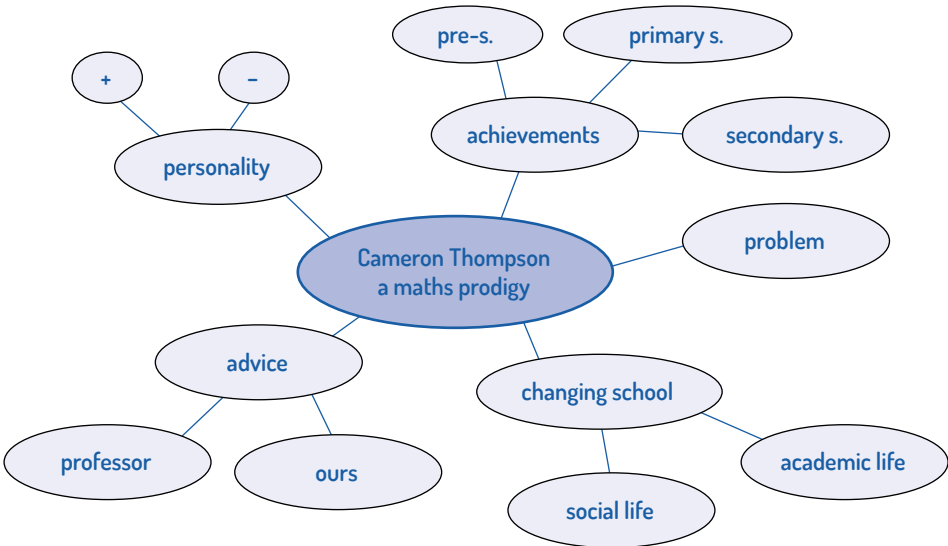 pre-s.
primary s.
+
–
achievements
secondary s.
personality
problem
Cameron Thompson
a maths prodigy
advice
changing school
professor
ours
academic life
social life